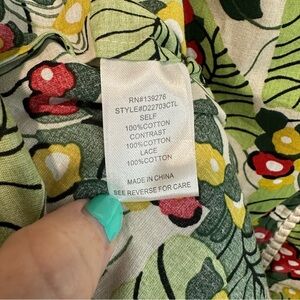 RN#139276
STYLE#D22703CTL
SELF
100%COTTON
CONTRAST
100%COTTON
LACE
100%COTTON
MADE IN CHINA
SEE REVERSE FOR CARE